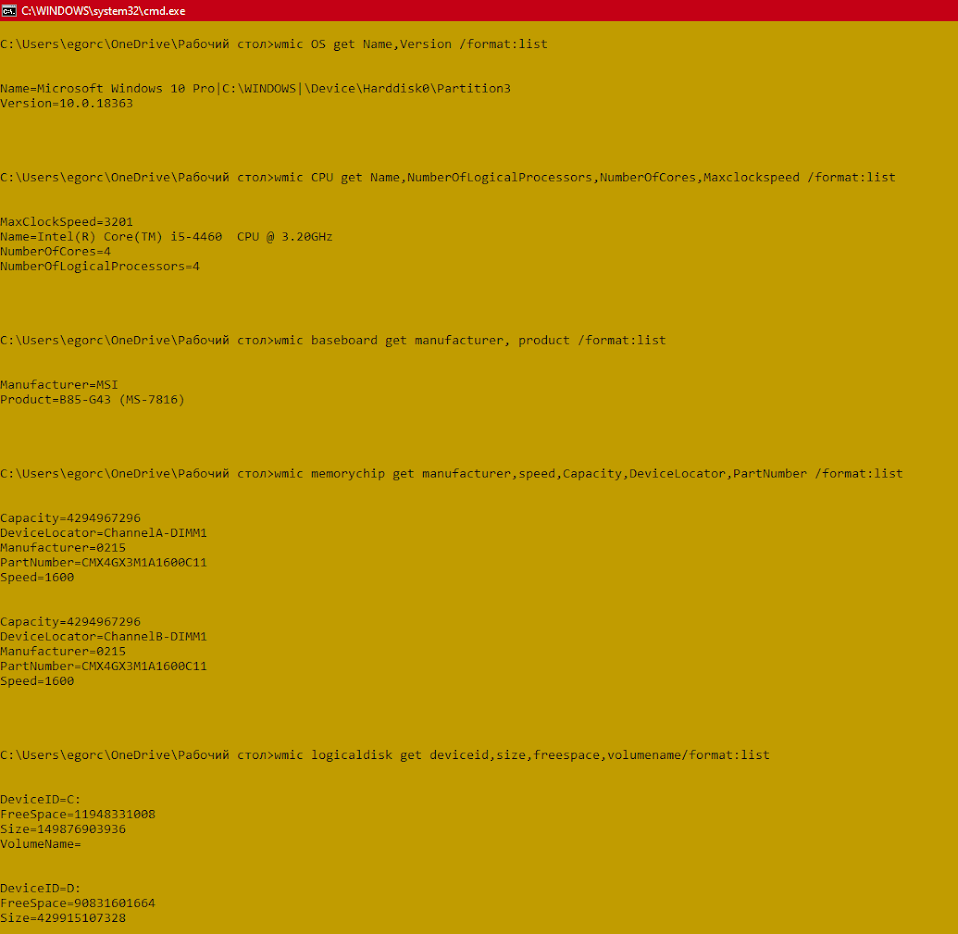 C:\WINDOWS\system32\cmd.exe
C:\Users\egorc\OneDrive\Рабочий стол>wmic OS get Name,Version /format:list
Name=Microsoft Windows 10 Pro|C:\WINDOWS|\Device\Harddisk0\Partition3
Version=10.0.18363
C:\Users\egorc\OneDrive\Рабочий стол>wmic CPU get Name,NumberOfLogicalProcessors,NumberOfCores,Maxclockspeed /format:list
MaxClockSpeed=3201
Name=Intel(R) Core(TM) i5-4460  CPU @ 3.20GHz
NumberOfCores=4
NumberOfLogicalProcessors=4
C:\Users\egorc\OneDrive\Рабочий стол>wmic baseboard get manufacturer, product /format:list
Manufacturer=MSI
Product=B85-G43 (MS-7816)
C:\Users\egorc\OneDrive\Рабочий стол>wmic memorychip get manufacturer,speed,Capacity,DeviceLocator,PartNumber /format:list
Capacity=4294967296
DeviceLocator=ChannelA-DIMM1
Manufacturer=0215
PartNumber=CMX4GX3M1A1600C11
Speed=1600
Capacity=4294967296
DeviceLocator=ChannelB-DIMM1
Manufacturer=0215
PartNumber=CMX4GX3M1A1600C11
Speed=1600
C:\Users\egorc\OneDrive\Рабочий стол>wmic logicaldisk get deviceid,size,freespace,volumename/format:list
DeviceID=C:
FreeSpace=11948331008
Size=149876903936
VolumeName=
DeviceID=D:
FreeSpace=90831601664
Size=429915107328